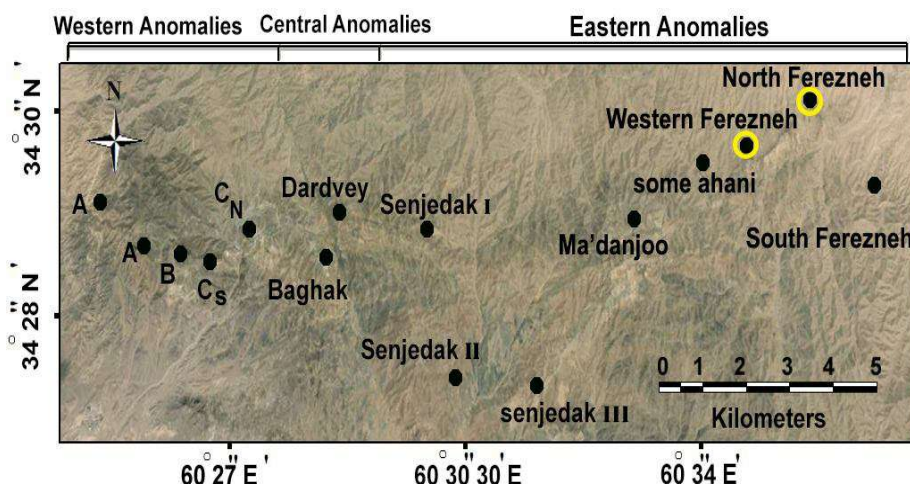 Western Anomalies Central Anomalies Eastern Anomalies
North Ferezneh
N
Western Ferezneh
some ahani
A
Dardvey
C N
Senjedak I
Ma'danjoo
South Ferezneh
A
B
C s
Baghak
Senjedak II
senjedak III
0 1 2 3 4 5
Kilometers
34° 30" N'
34° 28" N'
60° 27" E'
60° 30" 30 E'
60° 34" E'